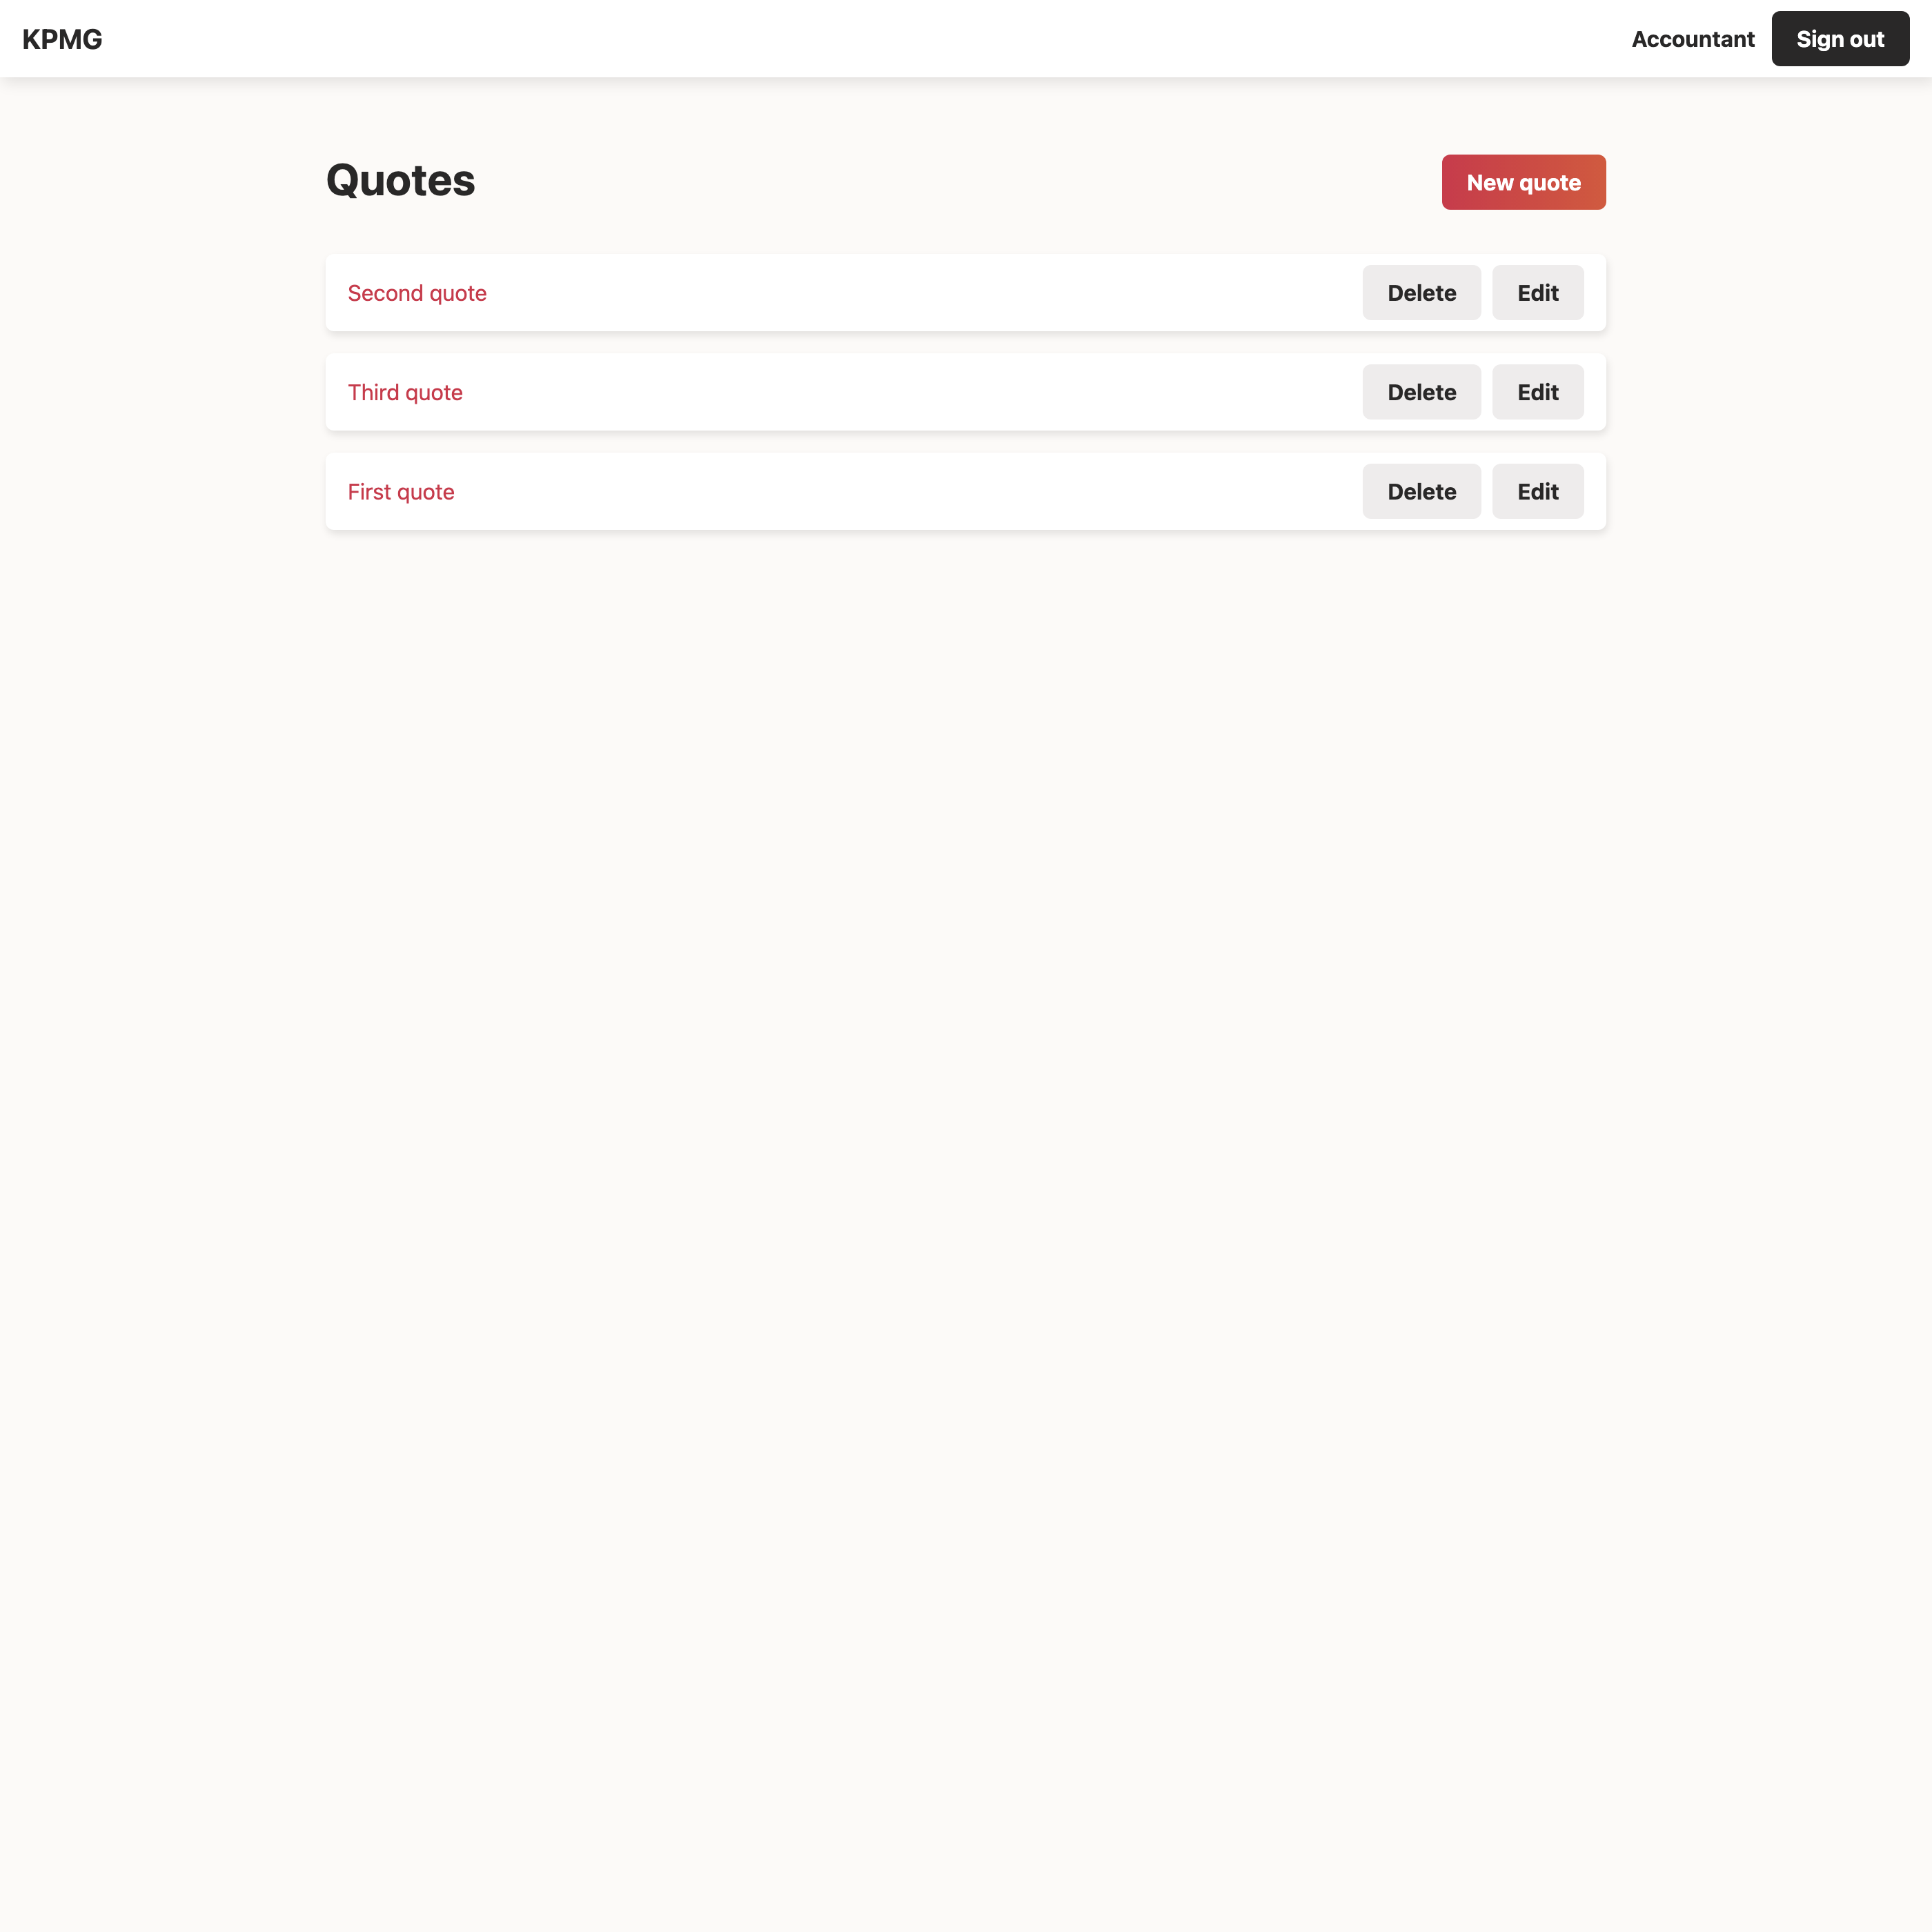 KPMG Accountant Sign out
Quotes New quote
Second quote Delete Edit
Third quote Delete Edit
First quote Delete Edit